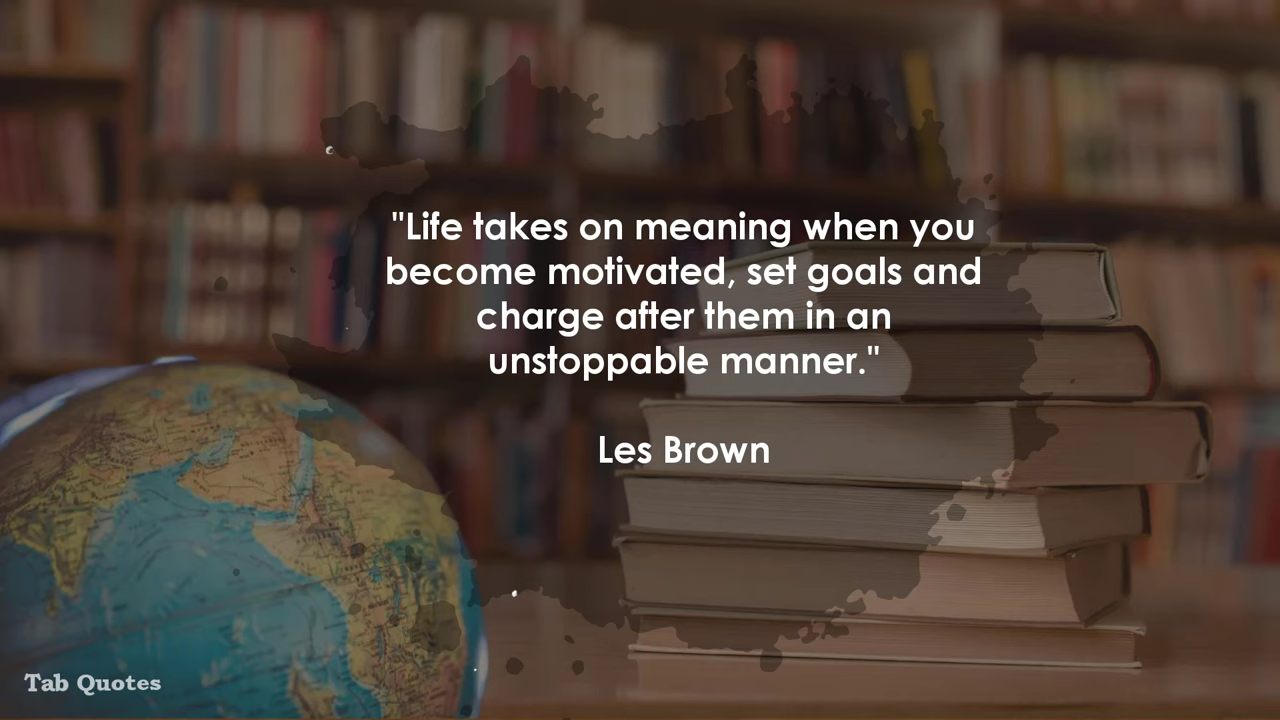 "Life takes on meaning when you
become motivated, set goals and
charge after them in an
unstoppable manner."
Les Brown
Tab Quotes